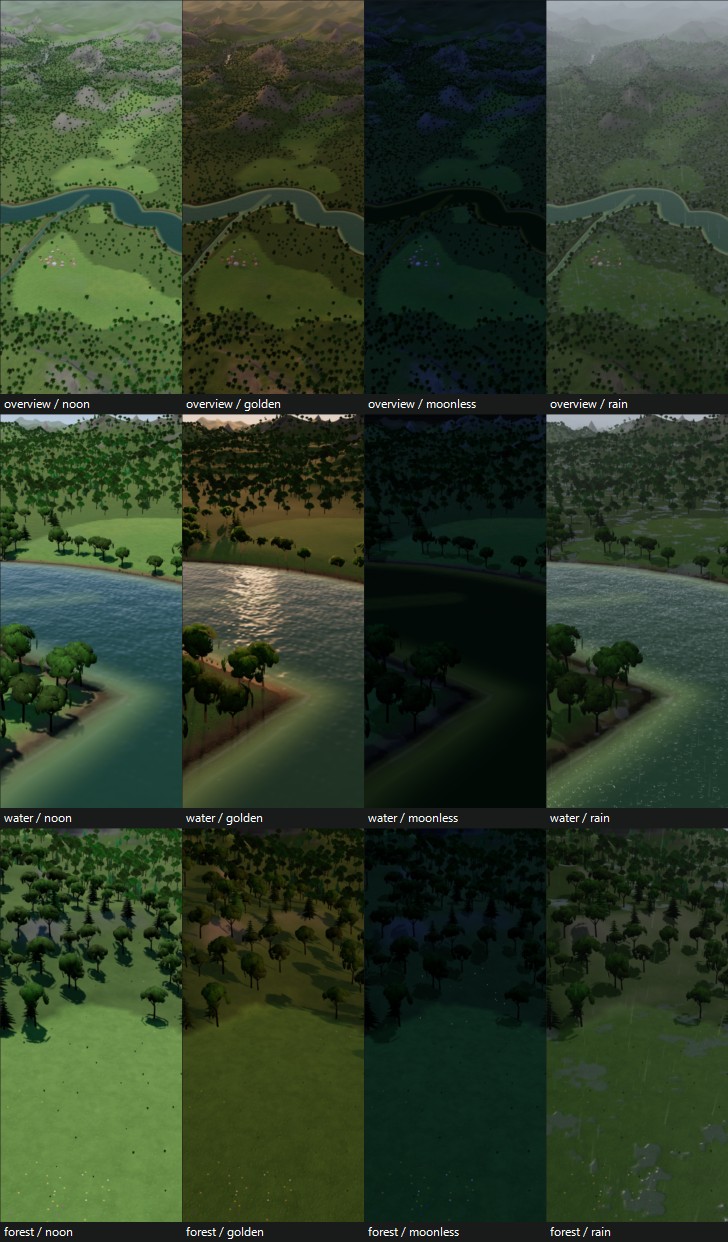 overview / noon
overview / golden
overview / moonless
overview / rain
water / noon
water / golden
water / moonless
water / rain
forest / noon
forest / golden
forest / moonless
forest / rain